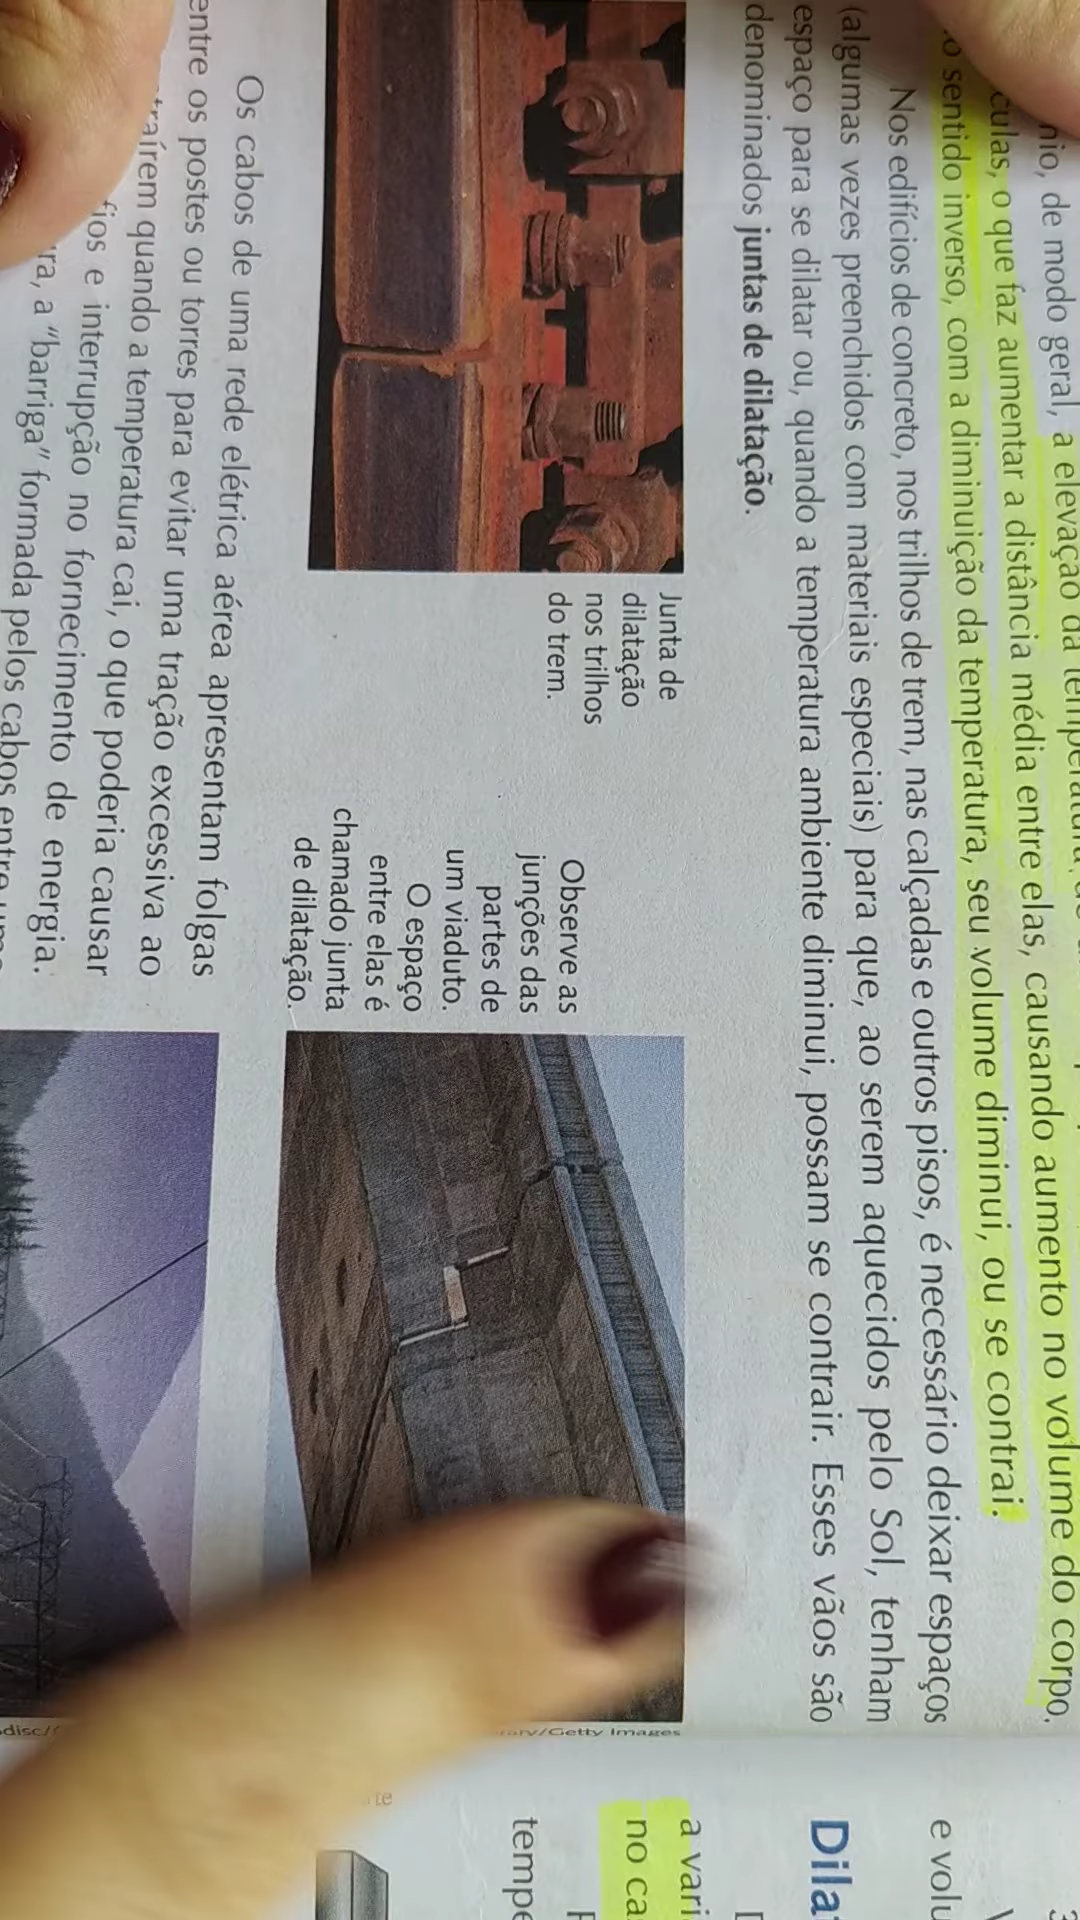 de modo geral, a elevação da
o que faz aumentar a distância média entre elas, causando aumento no volume do corpo.
sentido inverso, com a diminuição da temperatura, seu volume diminui, ou se contrai.
Nos edifícios de concreto, nos trilhos de trem, nas calçadas e outros pisos, é necessário deixar espaços
(algumas vezes preenchidos com materiais especiais) para que, ao serem aquecidos pelo Sol, tenham
espaço para se dilatar ou, quando a temperatura ambiente diminui, possam se contrair. Esses vãos são
denominados juntas de dilatação.
Junta de
dilatação
nos trilhos
do trem.
Observe as
junções das
partes de
um viaduto.
O espaço
entre elas é
chamado junta
de dilatação.
/Getty Images
Os cabos de uma rede elétrica aérea apresentam folgas
entre os postes ou torres para evitar uma tração excessiva ao
traírem quando a temperatura cai, o que poderia causar
fios e interrupção no fornecimento de energia.
ra, a "barriga" formada pelos cabos entre
e volu
Dila
a vari
no ca
tempe